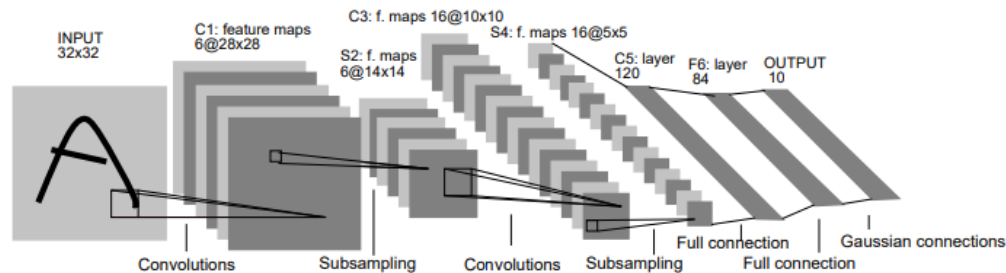 INPUT
32x32
C1: feature maps
6@28x28
S2: f. maps
6@14x14
C3: f. maps 16@10x10
S4: f. maps 16@5x5
C5: layer
120
F6: layer
84
OUTPUT
10
Convolutions
Subsampling
Convolutions
Subsampling
Full connection
Full connection
Gaussian connections